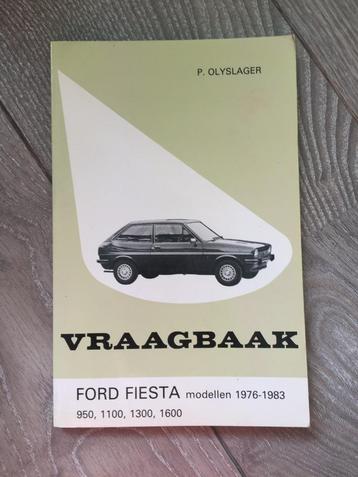 P. OLYSLAGER
VRAAGBAAK
FORD FIESTA modellen 1976-1983
950, 1100, 1300, 1600